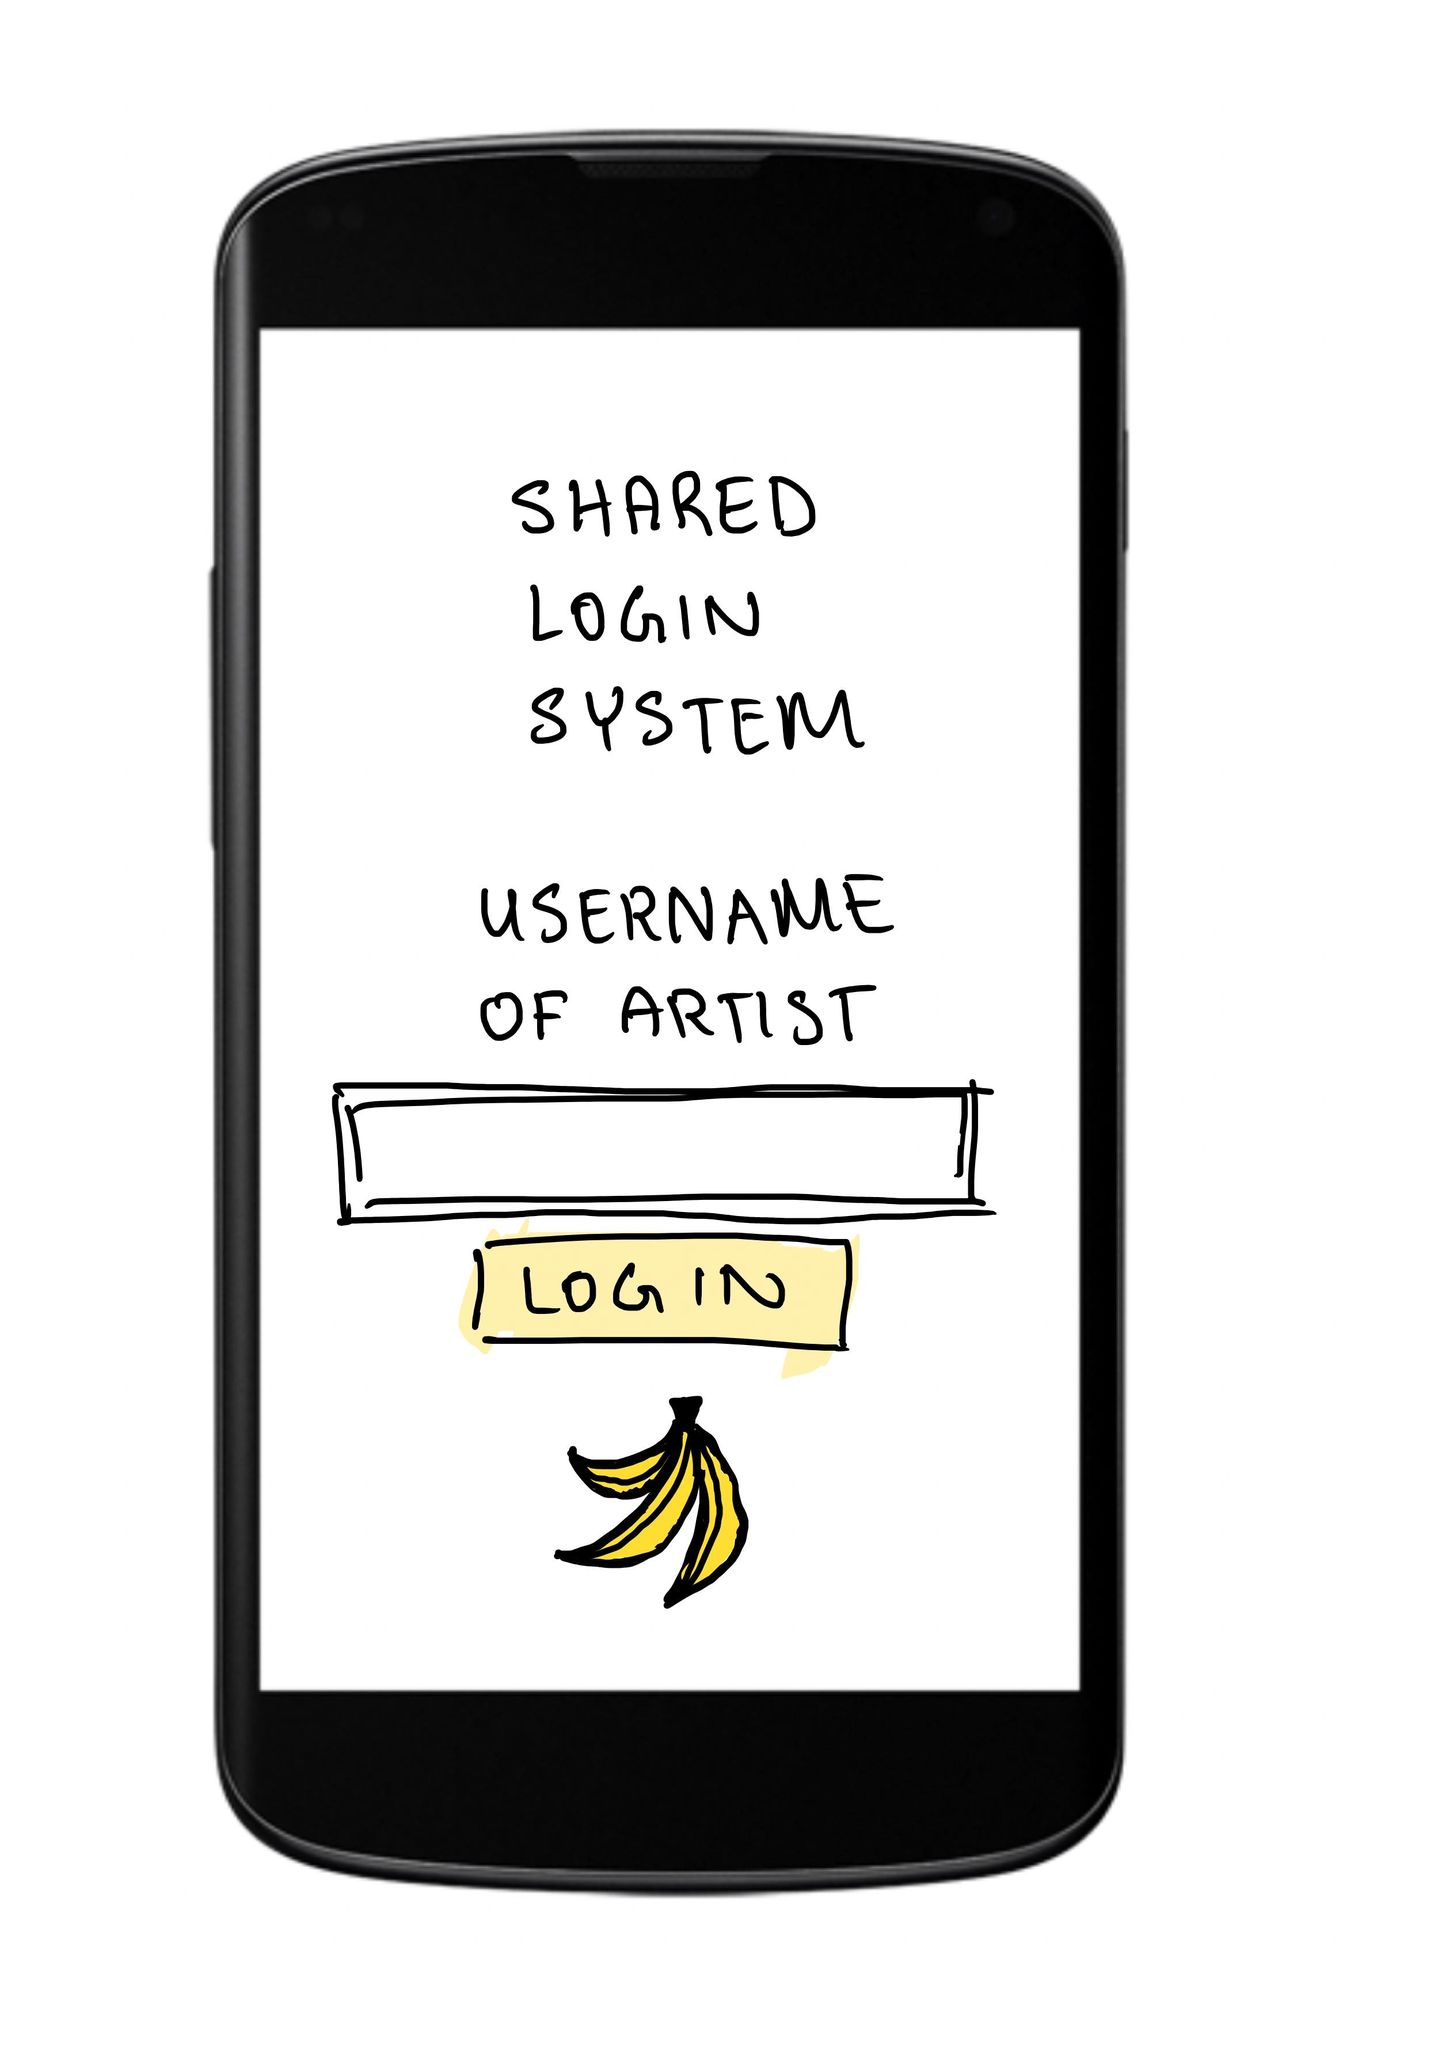 SHARED
LOGIN
SYSTEM
USERNAME
OF ARTIST
LOGIN